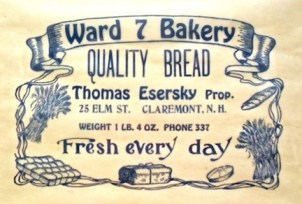 Ward 7 Bakery
QUALITY BREAD
Thomas Esersky Prop.
25 ELM ST. CLAREMONT, N.H.
WEIGHT 1 LB. 4 OZ. PHONE 337
Fresh every day